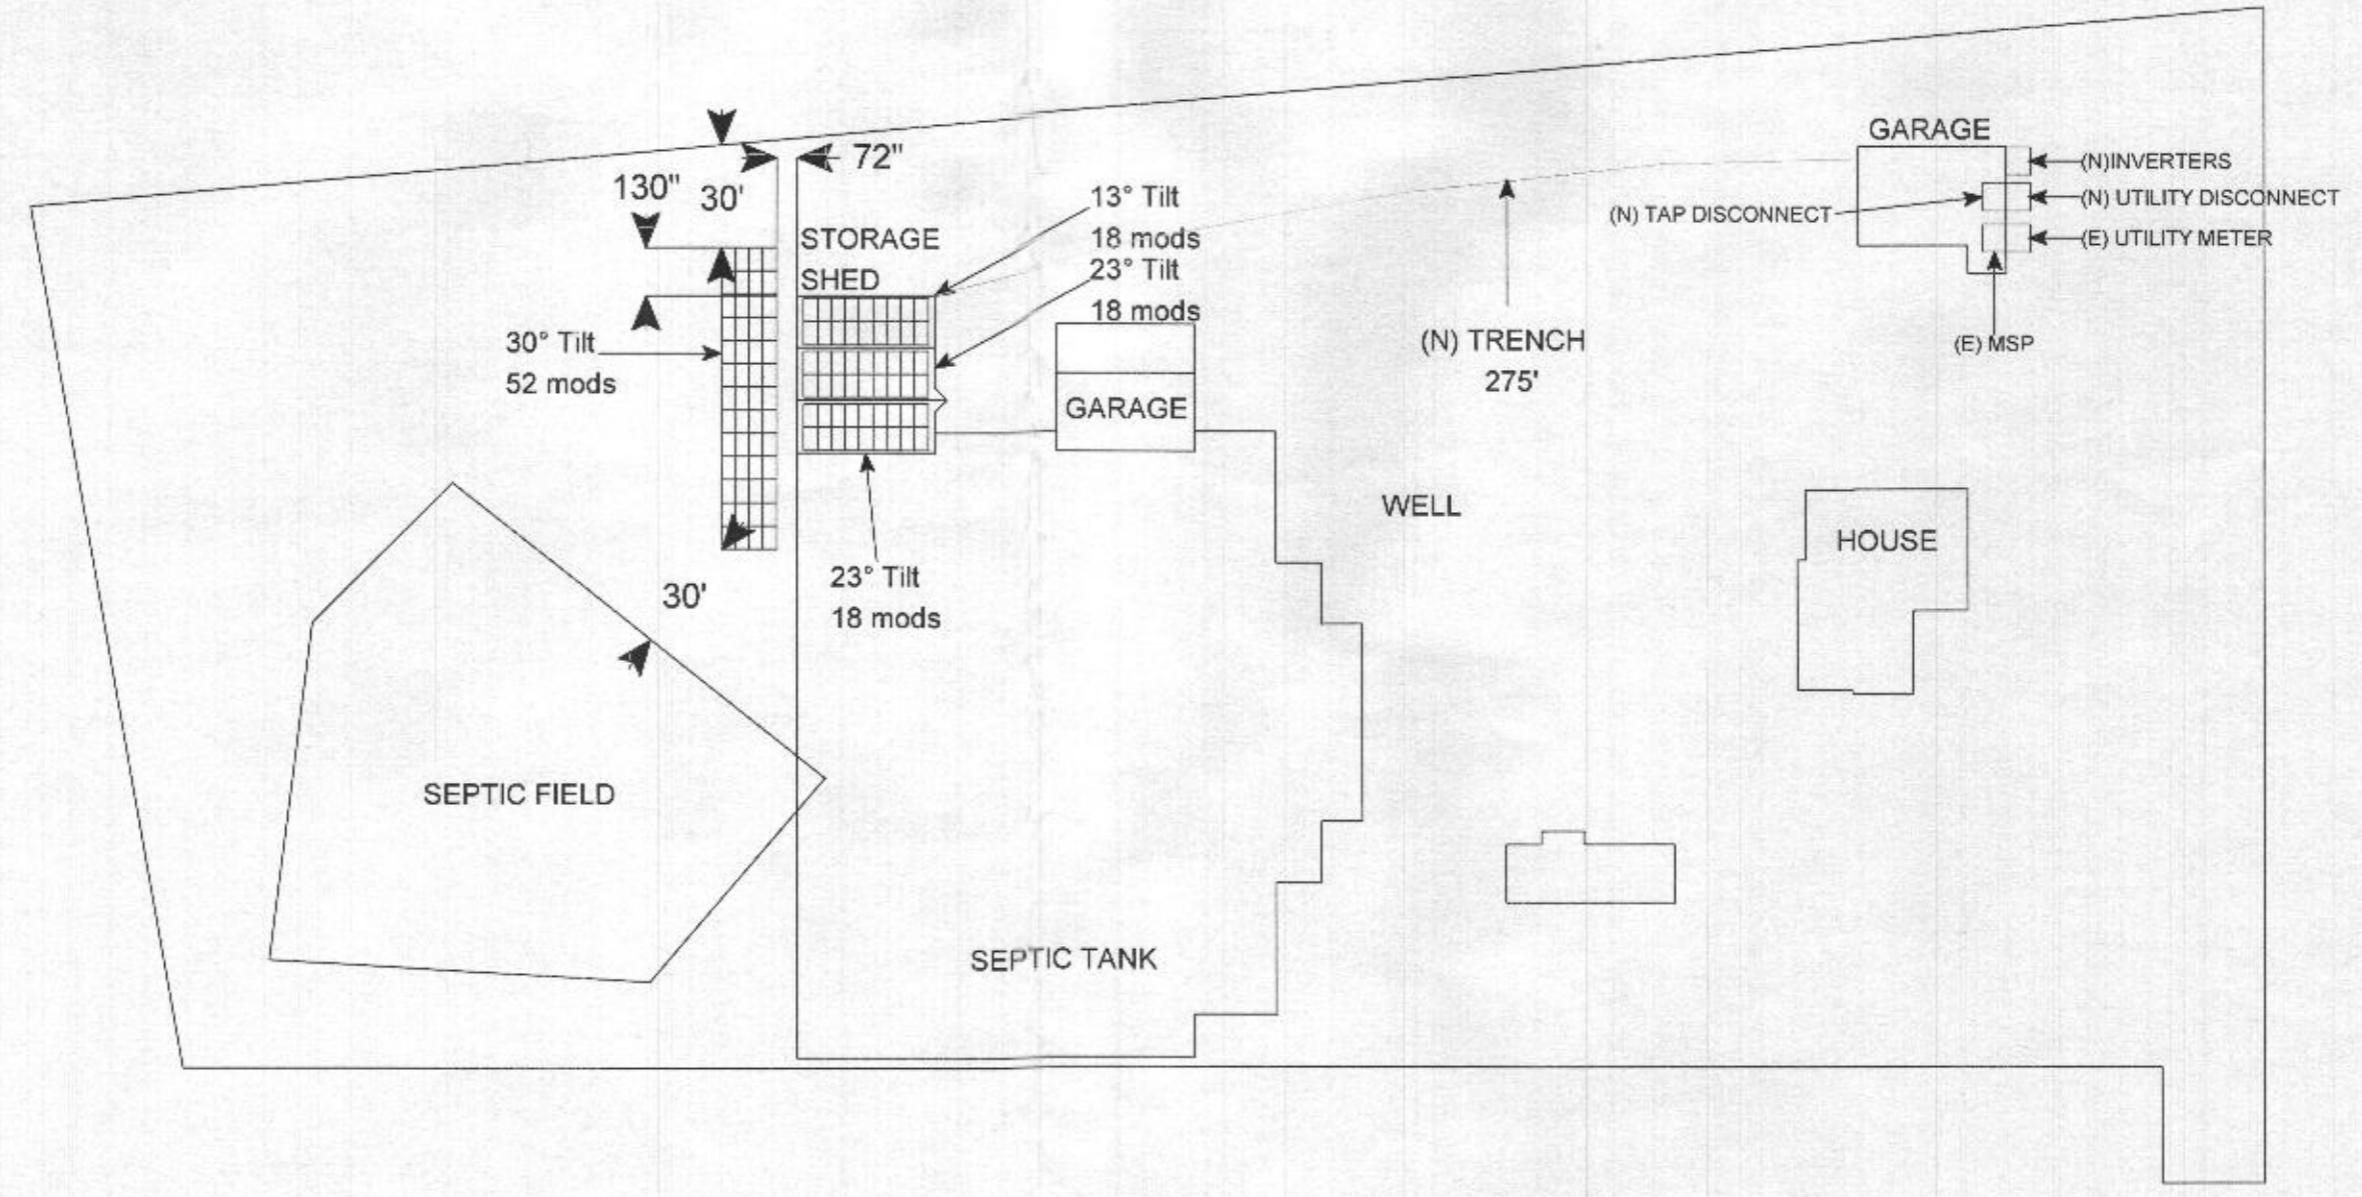 GARAGE
(N)INVERTERS
(N) UTILITY DISCONNECT
(N) TAP DISCONNECT
(E) UTILITY METER
(E) MSP
72"
130"
30'
STORAGE
SHED
13° Tilt
18 mods
23° Tilt
18 mods
30° Tilt
52 mods
(N) TRENCH
275'
GARAGE
WELL
HOUSE
30'
23° Tilt
18 mods
SEPTIC FIELD
SEPTIC TANK